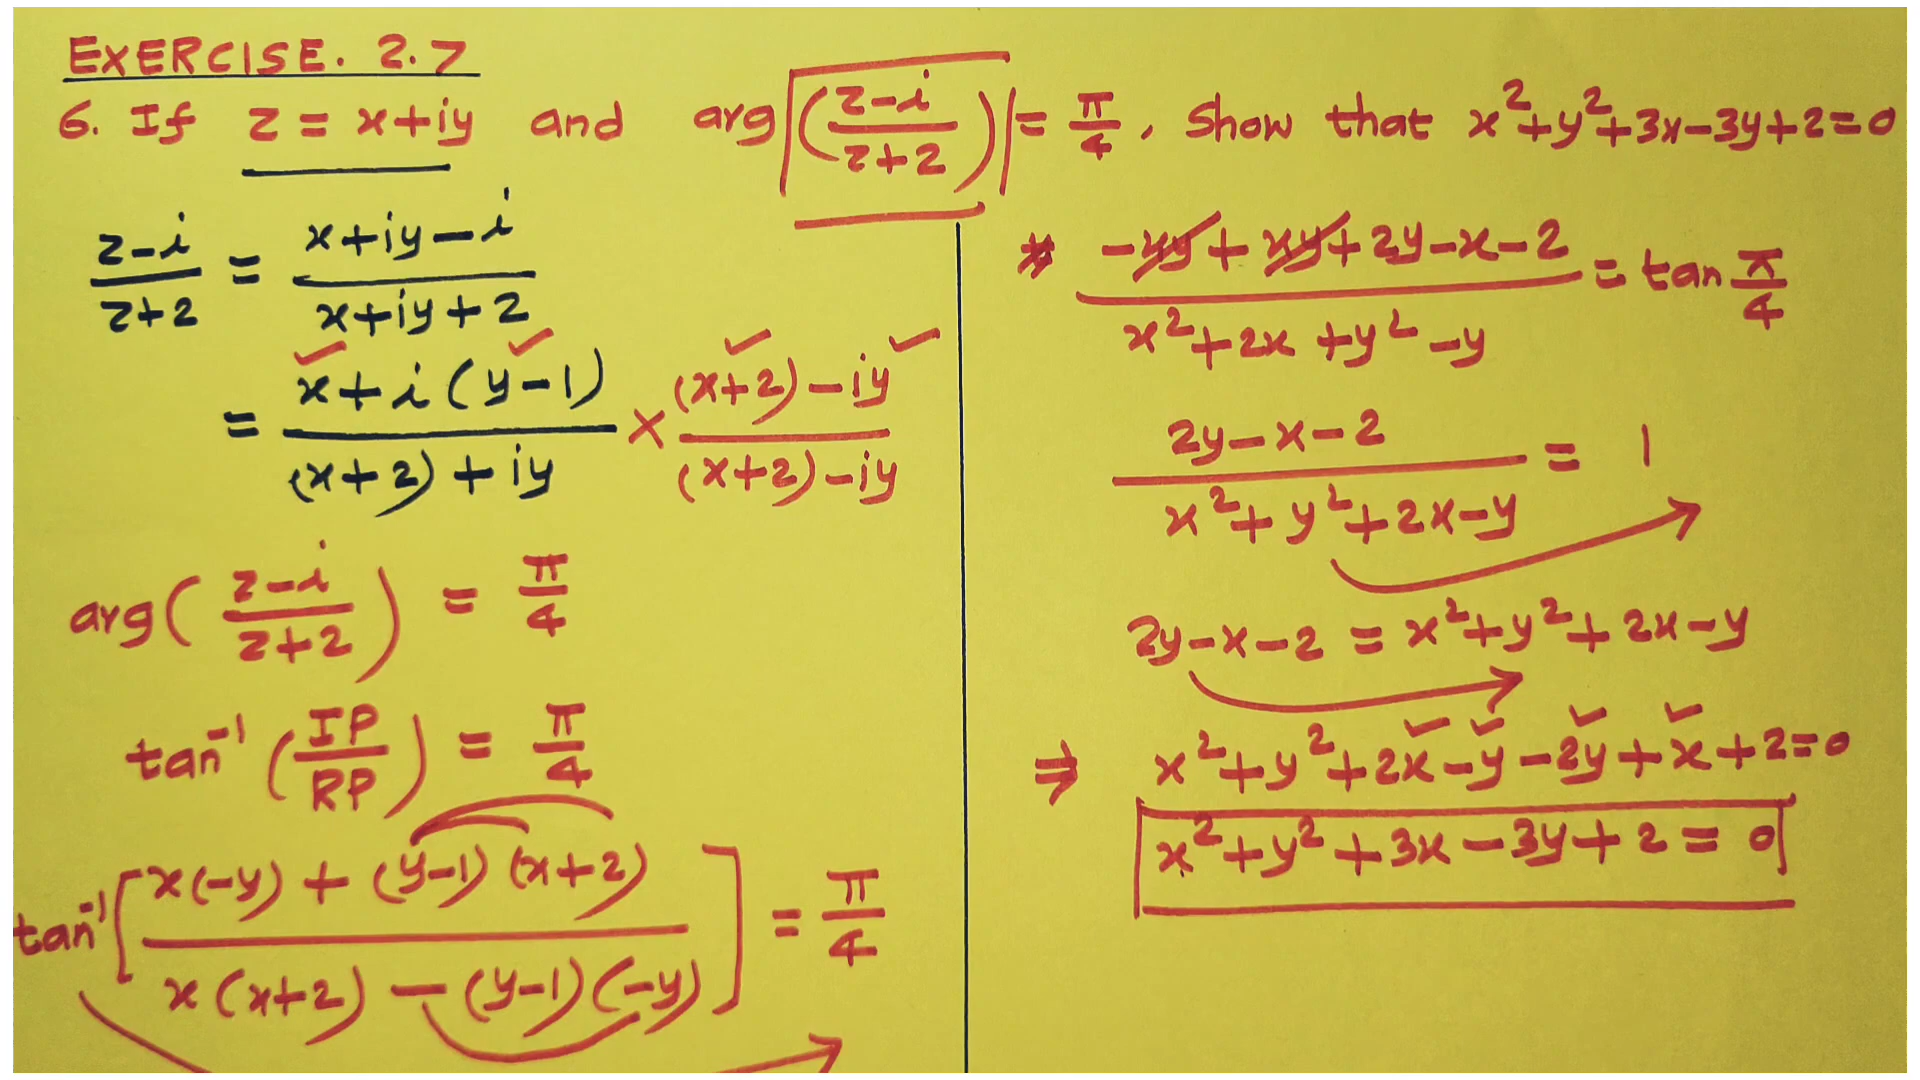 EXERCISE. 2.7
6. If z = x+iy and arg((z-i)/(z+2)) = π/4, Show that x²+y²+3x-3y+2=0
(z-i)/(z+2) = (x+iy-i)/(x+iy+2)
= (x+i(y-1))/((x+2)+iy) × ((x+2)-iy)/((x+2)-iy)
arg((z-i)/(z+2)) = π/4
tan⁻¹(IP/RP) = π/4
tan⁻¹[(x(-y)+(y-1)(x+2))/(x(x+2)-(y-1)(-y))] = π/4
* (-xy+xy+2y-x-2)/(x²+2x+y²-y) = tan π/4
(2y-x-2)/(x²+y²+2x-y) = 1
2y-x-2 = x²+y²+2x-y
⇒ x²+y²+2x-y-2y+x+2=0
x²+y²+3x-3y+2=0